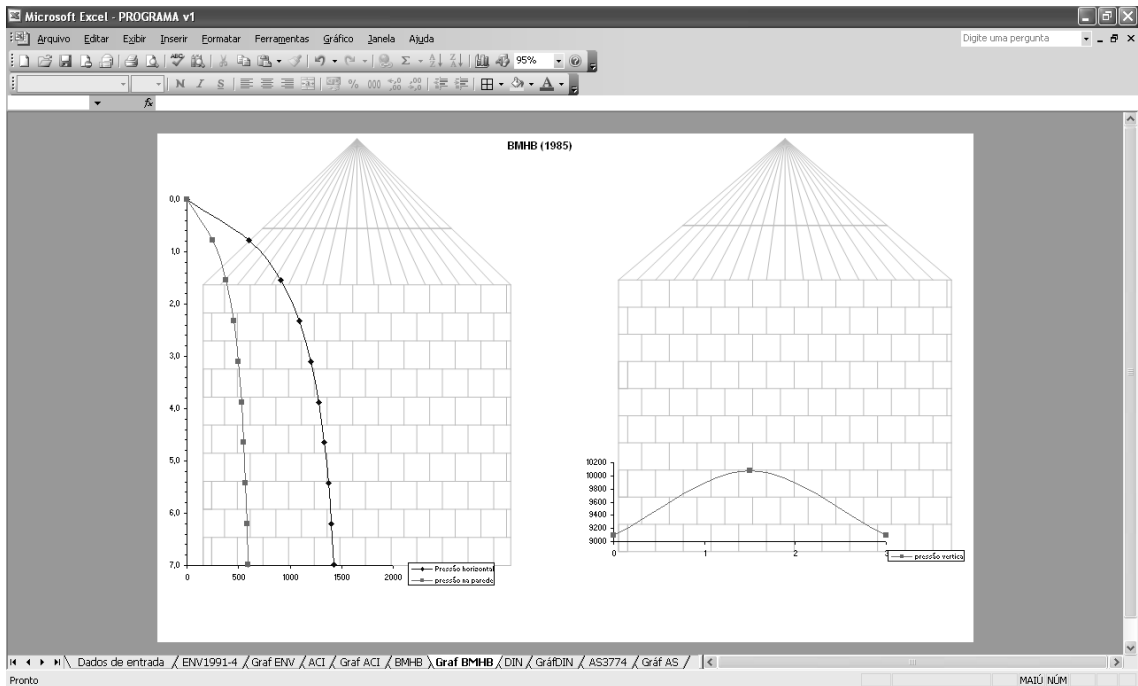 Microsoft Excel - PROGRAMA v1
Arquivo Editar Exibir Inserir Formatar Ferramentas Gráfico Janela Ajuda
Digite uma pergunta
95%
N I S % 000
fx
BMHB (1985)
0,0
1,0
2,0
3,0
4,0
5,0
6,0
7,0
0 500 1000 1500 2000
Pressão horizontal
pressão na parede
10200
10000
9800
9600
9400
9200
9000
0 1 2 3
pressão vertica
Dados de entrada / ENV1991-4 / Graf ENV / ACI / Graf ACI / BMHB \ Graf BMHB / DIN / GráfDIN / AS3774 / Gráf AS /
Pronto
MAIÚ NÚM